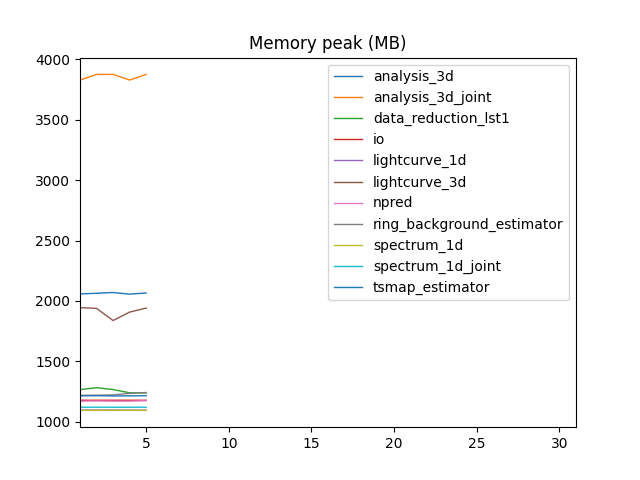 Memory peak (MB)
4000
3500
3000
2500
2000
1500
1000
5
10
15
20
25
30
analysis_3d
analysis_3d_joint
data_reduction_lst1
io
lightcurve_1d
lightcurve_3d
npred
ring_background_estimator
spectrum_1d
spectrum_1d_joint
tsmap_estimator